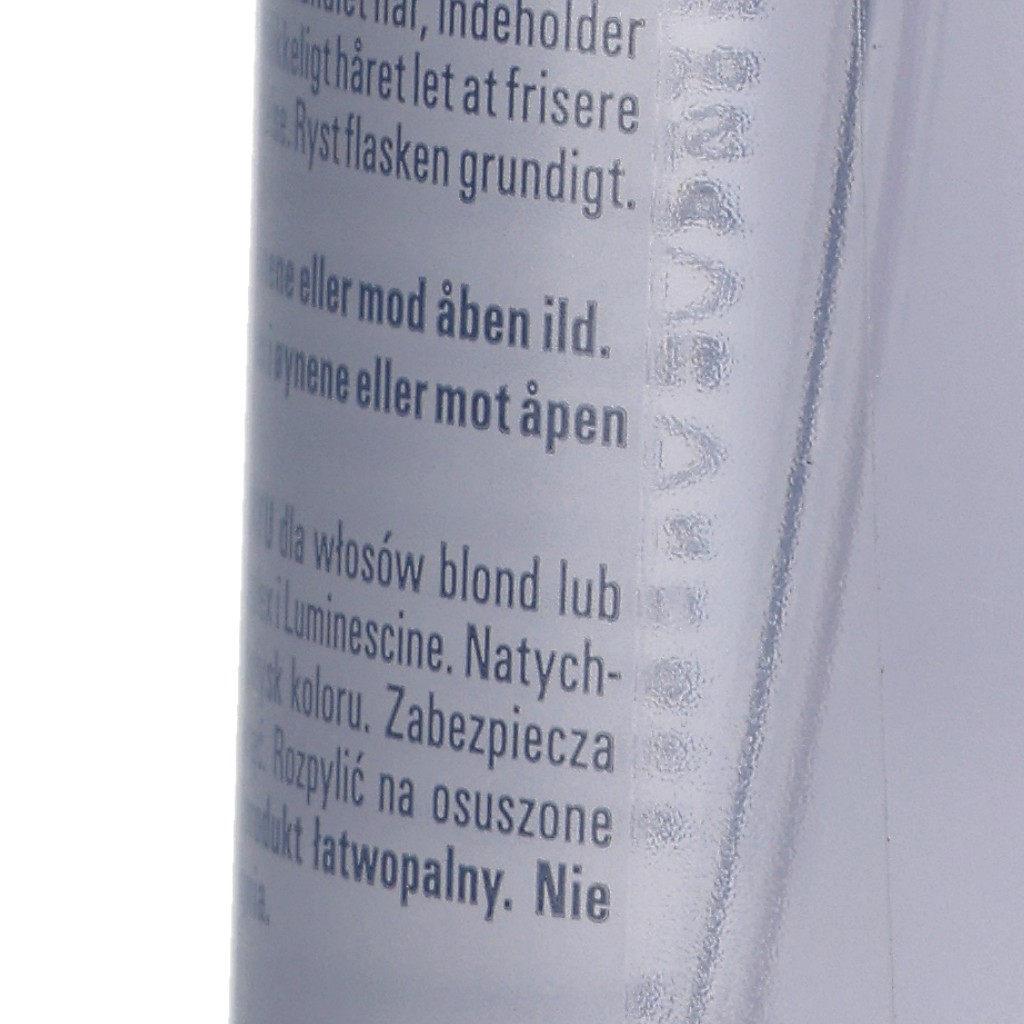 hår, indeholder
håret let at frisere
Ryst flasken grundigt.
eller mod åben ild.
øynene eller mot åpen
U dla włosów blond lub
i Luminescine. Natych-
koloru. Zabezpiecza
Rozpylić na osuszone
łatwopalny. Nie